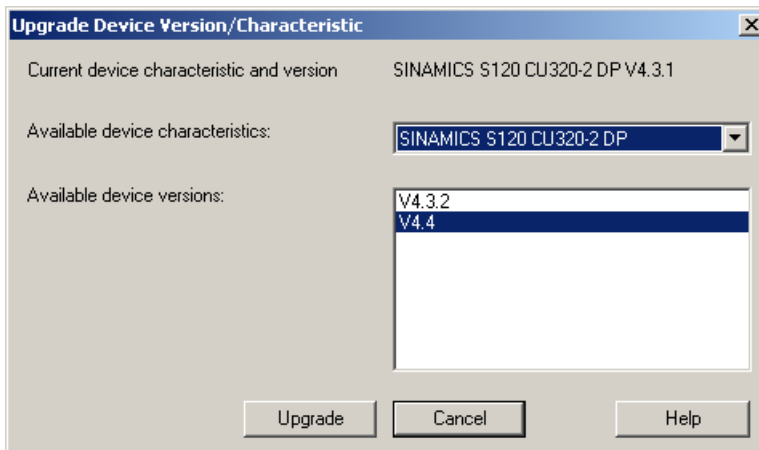 Upgrade Device Version/Characteristic
Current device characteristic and version SINAMICS S120 CU320-2 DP V4.3.1
Available device characteristics: SINAMICS S120 CU320-2 DP
Available device versions: V4.3.2
V4.4
Upgrade Cancel Help